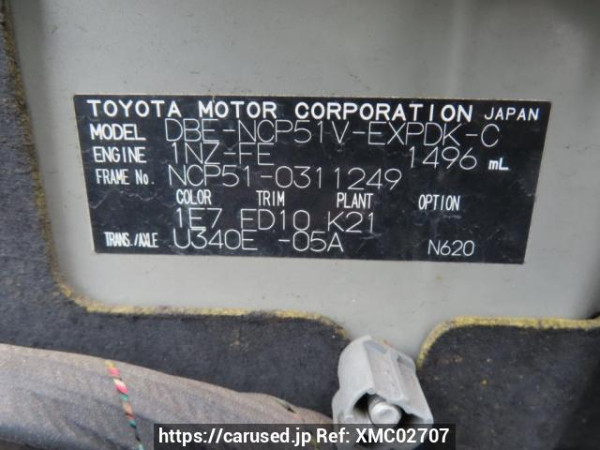 TOYOTA MOTOR CORPORATION JAPAN
MODEL DBE-NCP51V-EXPDK-C
ENGINE 1NZ-FE 1496 mL
FRAME No. NCP51-0311249
COLOR TRIM PLANT OPTION
1E7 FD10 K21
TRANS./AXLE U340E -05A N620
https://carused.jp Ref: XMC02707